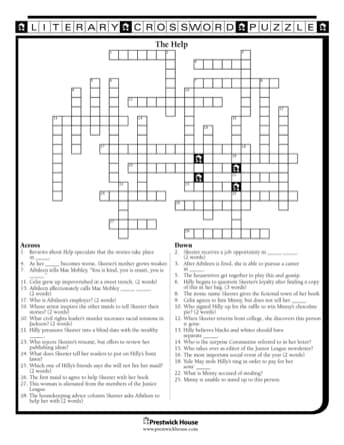 LITERARY CROSSWORD PUZZLE
The Help
Across
1. Reviews about Help speculate that the stories take place
in ______
4. As her ____ becomes worse, Skeeter's mother grows weaker.
7. Aibileen tells Mae Mobley, "You is kind, you is smart, you is
______."
11. Celia grew up impoverished in a street trench. (2 words)
13. Aibileen affectionately calls Mae Mobley ______ ______.
(2 words)
17. Who is Aibileen's employer? (2 words)
18. Whose arrest inspires the other maids to tell Skeeter their
stories? (2 words)
20. What civil rights leader's murder increases racial tensions in
Jackson? (2 words)
21. Hilly pressures Skeeter into a blind date with the wealthy
______.
23. Who rejects Skeeter's résumé, but offers to review her
publishing ideas?
24. What does Skeeter tell her readers to put on Hilly's front
lawn?
25. Which one of Hilly's friends says she will not fire her maid?
(2 words)
26. The first maid to agree to help Skeeter with her book
27. This woman is alienated from the members of the Junior
League.
28. The housekeeping advice column Skeeter asks Aibileen to
help her with (2 words)
Down
2. Skeeter receives a job opportunity in ______ ______.
(2 words)
3. After Aibileen is fired, she is able to pursue a career
in ______.
5. The housewives get together to play this and gossip.
6. Hilly begins to question Skeeter's loyalty after finding a copy
of this in her bag. (3 words)
8. The ironic name Skeeter gives the fictional town of her book
9. Celia agrees to hire Minny, but does not tell her ______.
10. Who signed Hilly up for the raffle to win Minny's chocolate
pie? (2 words)
12. When Skeeter returns from college, she discovers this person
is gone.
13. Hilly believes blacks and whites should have
separate ______.
14. Who is the surprise Constantine referred to in her letter?
15. Who takes over as editor of the Junior League newsletter?
16. The most important social event of the year (2 words)
19. Yule May stole Hilly's ring in order to pay for her
sons' ______.
22. What is Minny accused of stealing?
25. Minny is unable to stand up to this person.
Prestwick House
www.prestwickhouse.com